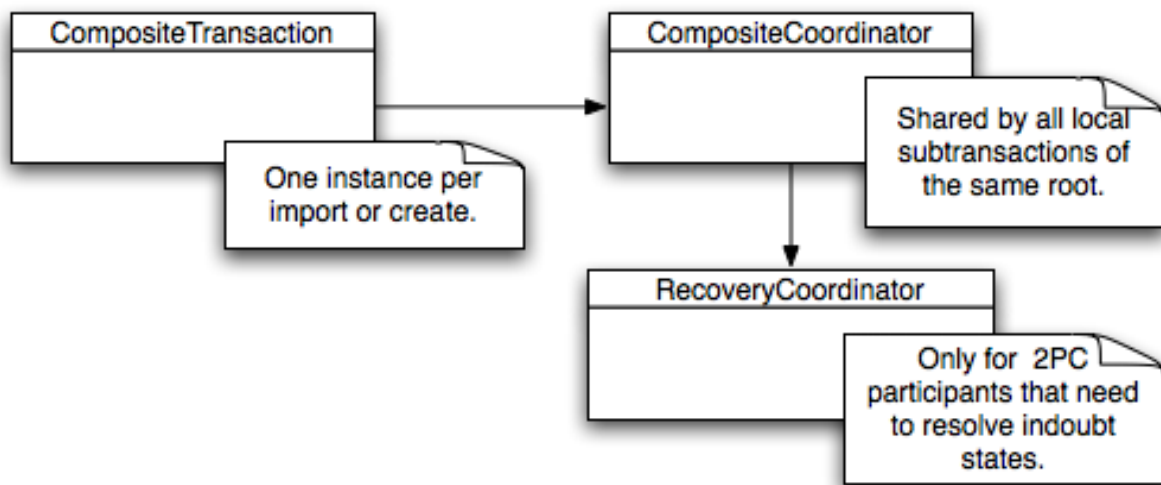 CompositeTransaction
One instance per
import or create.
CompositeCoordinator
Shared by all local
subtransactions of
the same root.
RecoveryCoordinator
Only for 2PC
participants that need
to resolve indoubt
states.